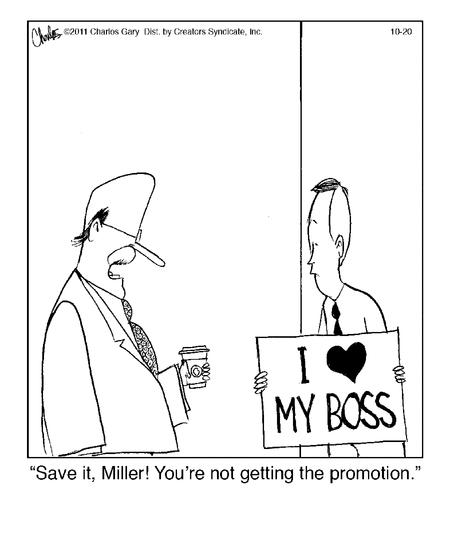 ©2011 Charlos Gary Dist. by Creators Syndicate, Inc. 10-20
JO
I ♥
MY BOSS
“Save it, Miller! You’re not getting the promotion.”